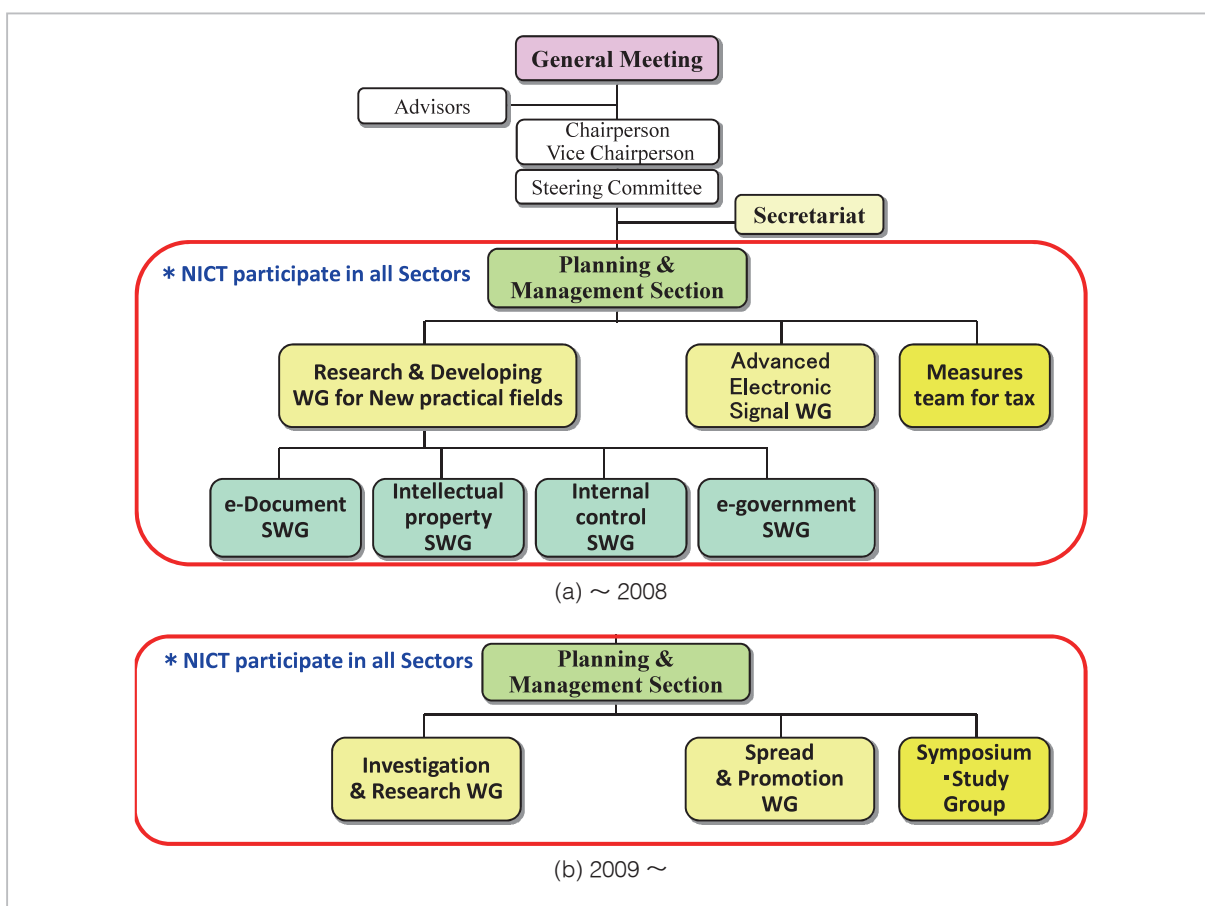 General Meeting
Advisors
Chairperson
Vice Chairperson
Steering Committee
Secretariat
* NICT participate in all Sectors
Planning &
Management Section
Research & Developing
WG for New practical fields
Advanced
Electronic
Signal WG
Measures
team for tax
e-Document
SWG
Intellectual
property
SWG
Internal
control
SWG
e-government
SWG
(a) ~ 2008
* NICT participate in all Sectors
Planning &
Management Section
Investigation
& Research WG
Spread
& Promotion
WG
Symposium
・Study
Group
(b) 2009 ~